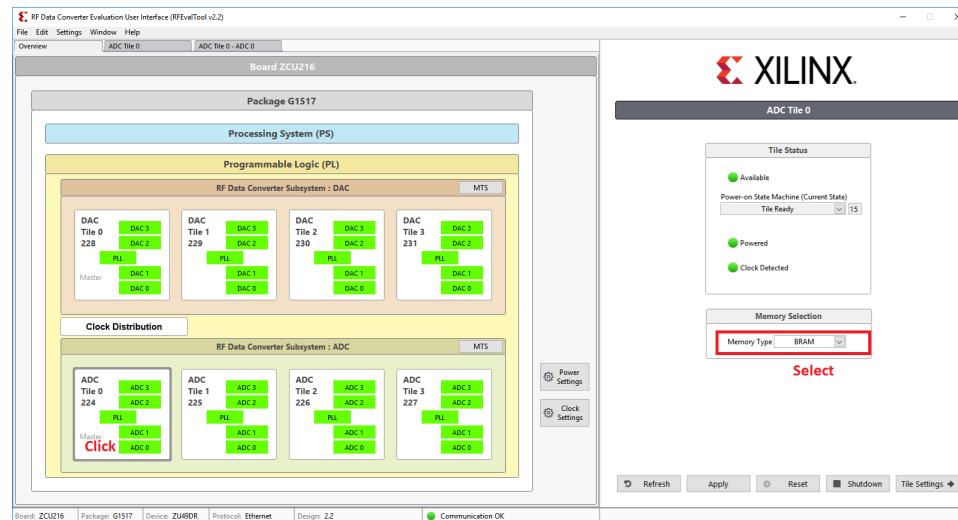 RF Data Converter Evaluation User Interface (RFEvalTool v2.2)
File Edit Settings Window Help
Overview
ADC Tile 0
ADC Tile 0 - ADC 0
Board ZCU216
Package G1517
Processing System (PS)
Programmable Logic (PL)
RF Data Converter Subsystem : DAC
MTS
DAC
Tile 0
228
DAC 3
DAC 2
PLL
Master
DAC 1
DAC 0
DAC
Tile 1
229
DAC 3
DAC 2
PLL
DAC 1
DAC 0
DAC
Tile 2
230
DAC 3
DAC 2
PLL
DAC 1
DAC 0
DAC
Tile 3
231
DAC 3
DAC 2
PLL
DAC 1
DAC 0
Clock Distribution
RF Data Converter Subsystem : ADC
MTS
ADC
Tile 0
224
ADC 3
ADC 2
PLL
Master
Click
ADC 1
ADC 0
ADC
Tile 1
225
ADC 3
ADC 2
PLL
ADC 1
ADC 0
ADC
Tile 2
226
ADC 3
ADC 2
PLL
ADC 1
ADC 0
ADC
Tile 3
227
ADC 3
ADC 2
PLL
ADC 1
ADC 0
Power
Settings
Clock
Settings
XILINX.
ADC Tile 0
Tile Status
Available
Power-on State Machine (Current State)
Tile Ready 15
Powered
Clock Detected
Memory Selection
Memory Type BRAM
Select
Refresh
Apply
Reset
Shutdown
Tile Settings
Board: ZCU216 Package: G1517 Device: ZU49DR Protocol: Ethernet Design: 2.2 Communication OK